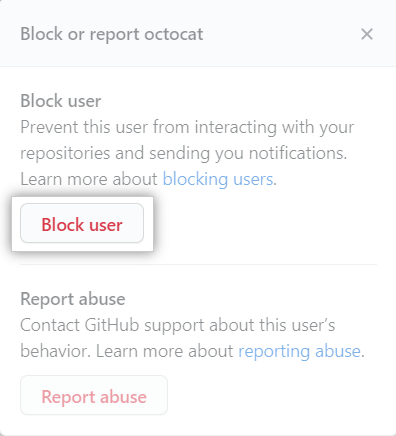 Block or report octocat
Block user
Prevent this user from interacting with your
repositories and sending you notifications.
Learn more about blocking users.
Block user
Report abuse
Contact GitHub support about this user’s
behavior. Learn more about reporting abuse.
Report abuse